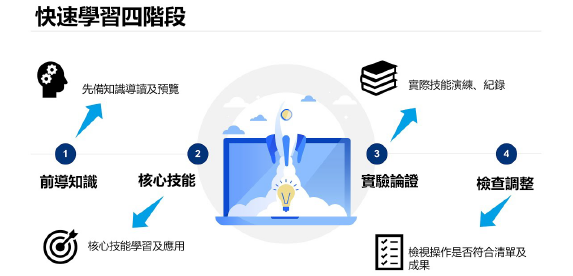 快速學習四階段
先備知識導讀及預覽
實際技能演練、紀錄
1
2
3
4
前導知識
核心技能
實驗論證
檢查調整
核心技能學習及應用
檢視操作是否符合清單及
成果